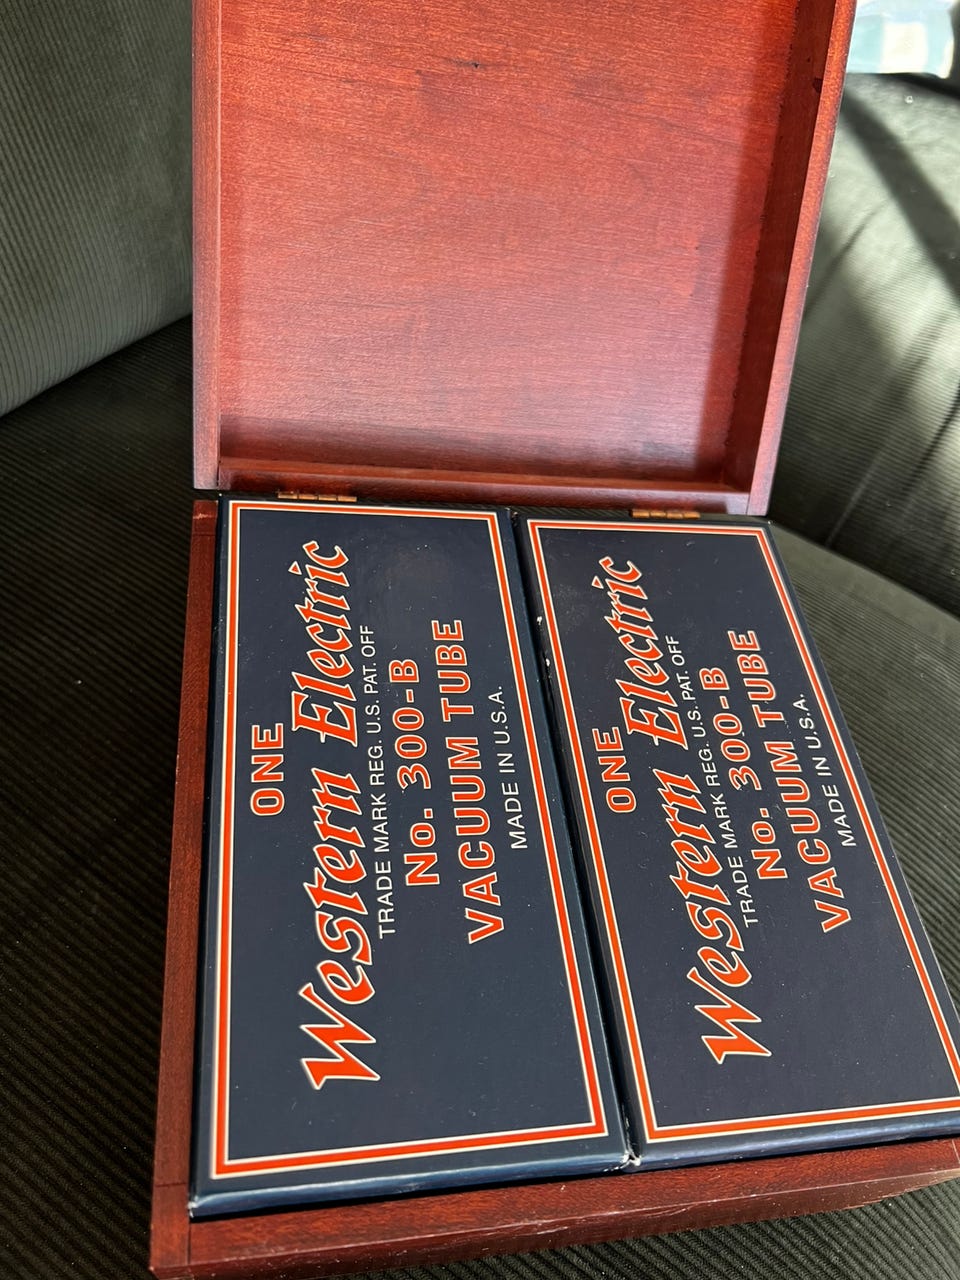 ONE
Western Electric
TRADE MARK REG. U.S. PAT. OFF
No. 300-B
VACUUM TUBE
MADE IN U.S.A.
ONE
Western Electric
TRADE MARK REG. U.S. PAT. OFF
No. 300-B
VACUUM TUBE
MADE IN U.S.A.